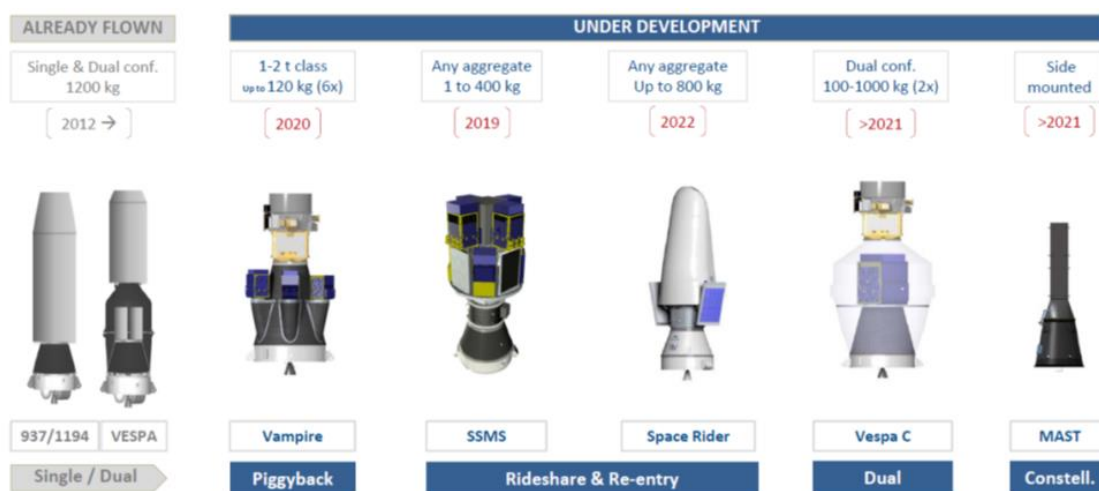 ALREADY FLOWN
UNDER DEVELOPMENT
Single & Dual conf.
1200 kg
1-2 t class
Up to 120 kg (6x)
Any aggregate
1 to 400 kg
Any aggregate
Up to 800 kg
Dual conf.
100-1000 kg (2x)
Side
mounted
2012 →
2020
2019
2022
>2021
>2021
937/1194
VESPA
Vampire
SSMS
Space Rider
Vespa C
MAST
Single / Dual
Piggyback
Rideshare & Re-entry
Dual
Constell.